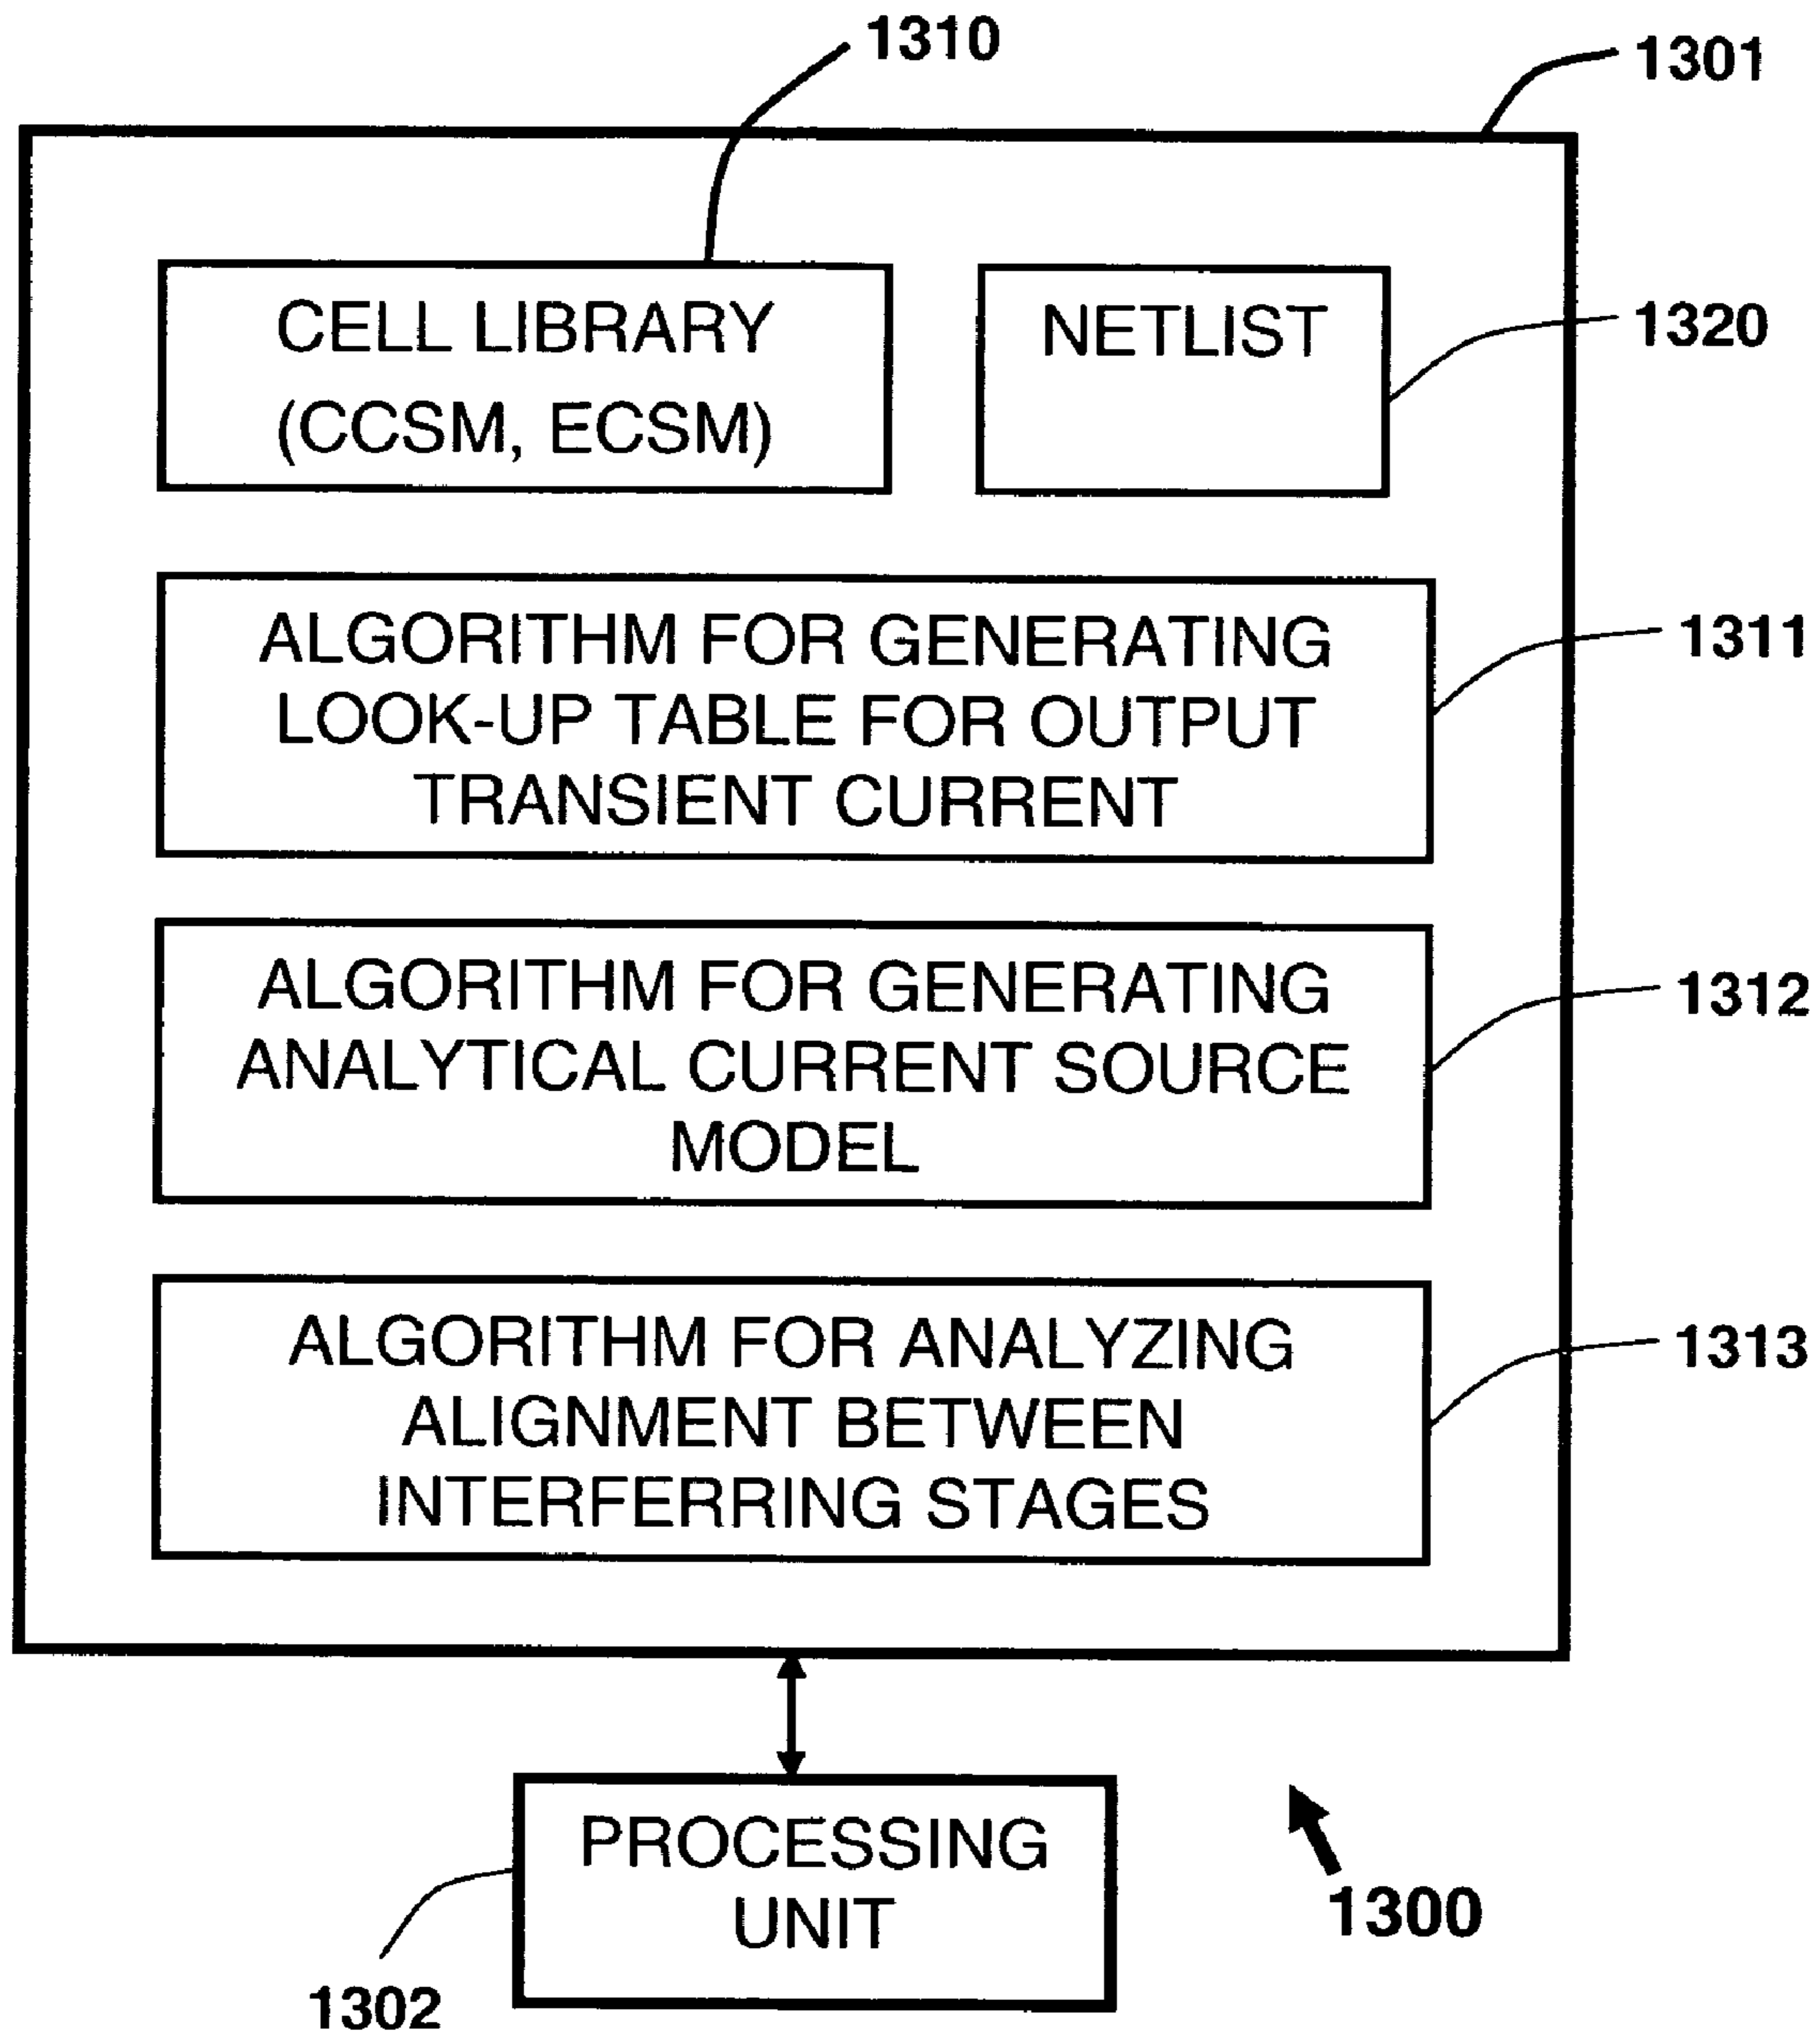 1310
1301
CELL LIBRARY
(CCSM, ECSM)
NETLIST
1320
ALGORITHM FOR GENERATING
LOOK-UP TABLE FOR OUTPUT
TRANSIENT CURRENT
1311
ALGORITHM FOR GENERATING
ANALYTICAL CURRENT SOURCE
MODEL
1312
ALGORITHM FOR ANALYZING
ALIGNMENT BETWEEN
INTERFERRING STAGES
1313
PROCESSING
UNIT
1300
1302